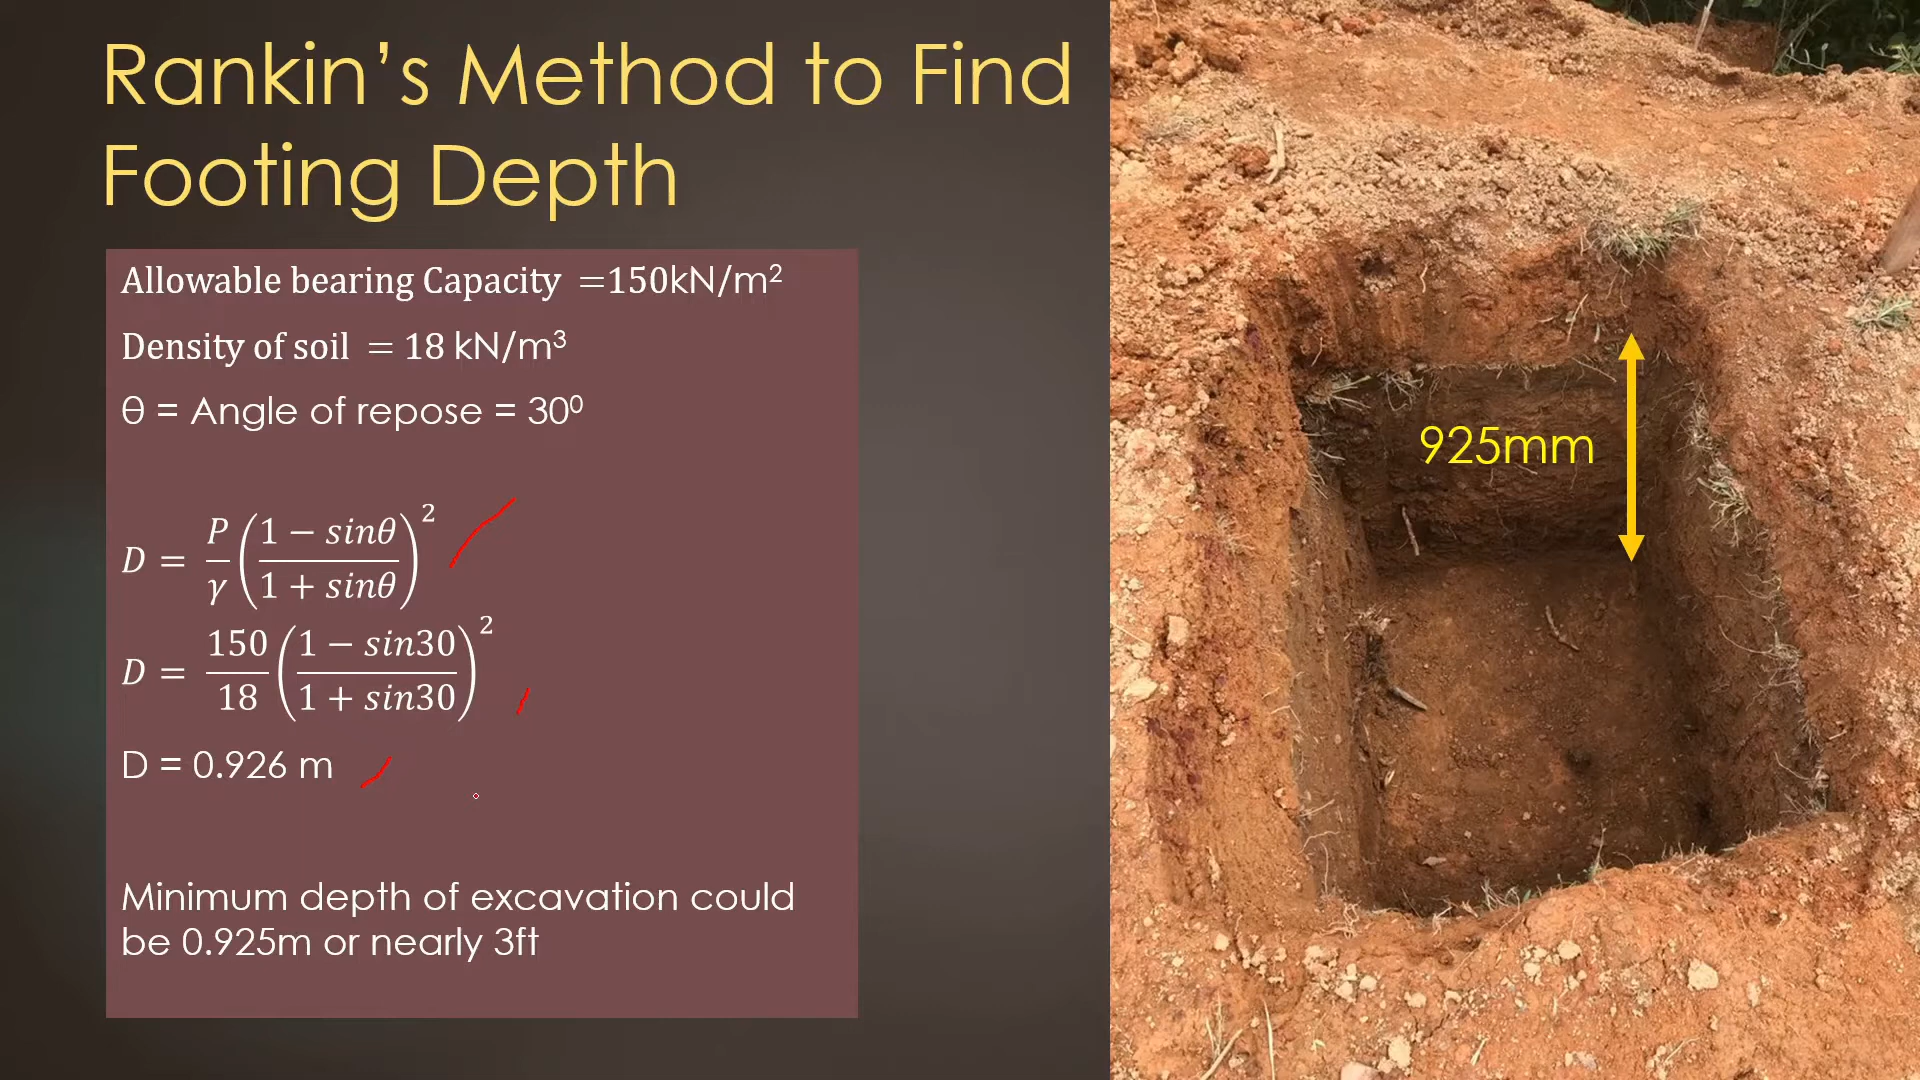 Rankin’s Method to Find
Footing Depth
Allowable bearing Capacity =150kN/m²
Density of soil = 18 kN/m³
θ = Angle of repose = 30⁰
D = P/γ ((1 − sinθ)/(1 + sinθ))²
D = 150/18 ((1 − sin30)/(1 + sin30))²
D = 0.926 m
Minimum depth of excavation could
be 0.925m or nearly 3ft
925mm